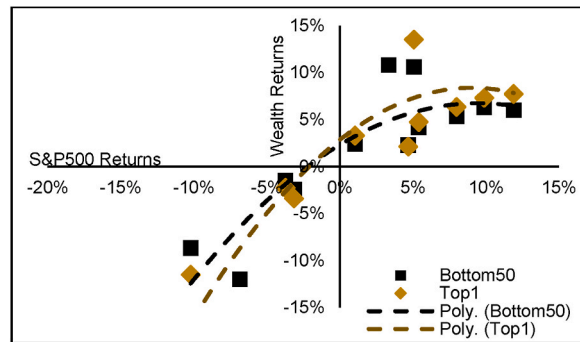 15%
Wealth Returns
10%
5%
S&P500 Returns
0%
-20% -15% -10% -5% 0% 5% 10% 15%
-5%
-10%
-15%
Bottom50
Top1
Poly. (Bottom50)
Poly. (Top1)